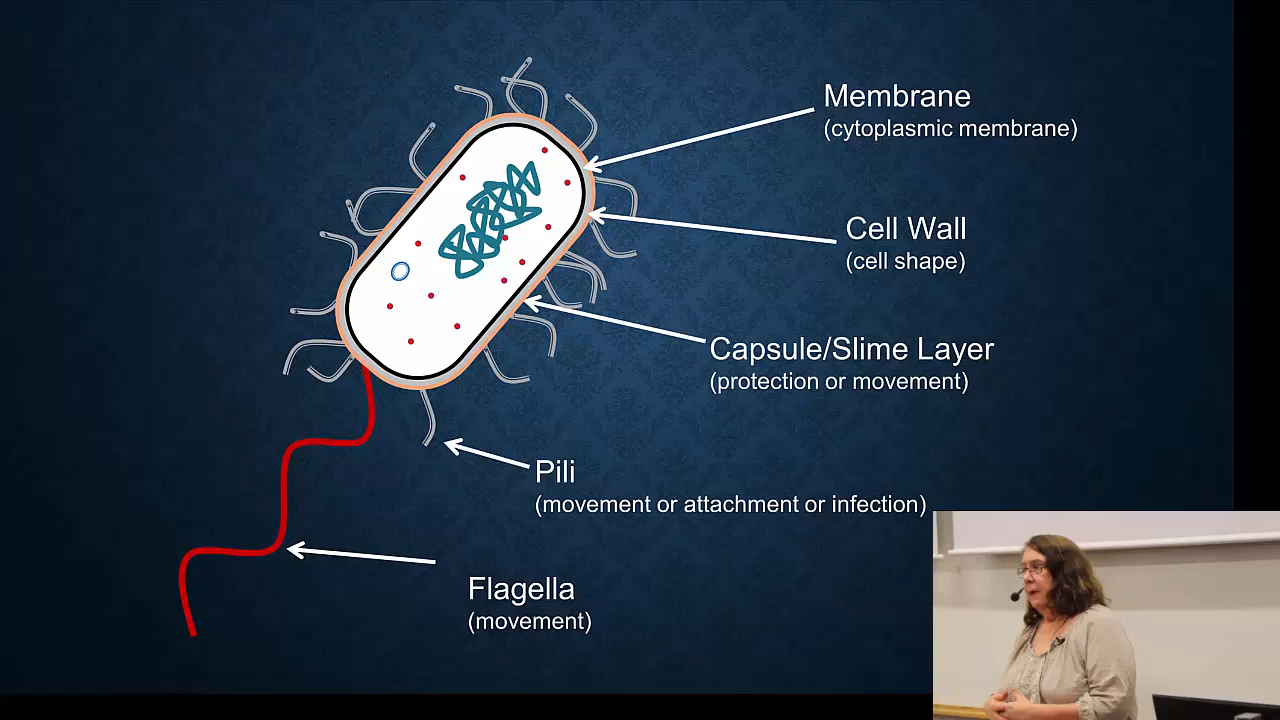 Membrane
(cytoplasmic membrane)
Cell Wall
(cell shape)
Capsule/Slime Layer
(protection or movement)
Pili
(movement or attachment or infection)
Flagella
(movement)